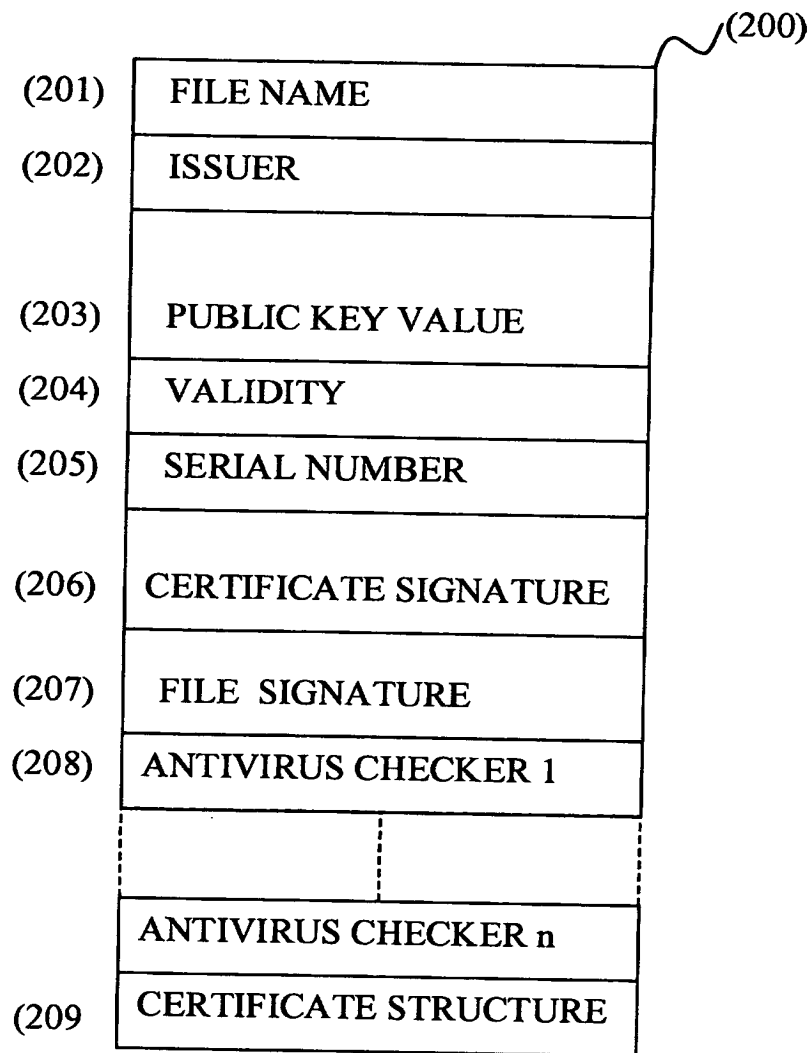 (200)
(201) FILE NAME
(202) ISSUER
(203) PUBLIC KEY VALUE
(204) VALIDITY
(205) SERIAL NUMBER
(206) CERTIFICATE SIGNATURE
(207) FILE SIGNATURE
(208) ANTIVIRUS CHECKER 1
ANTIVIRUS CHECKER n
(209 CERTIFICATE STRUCTURE